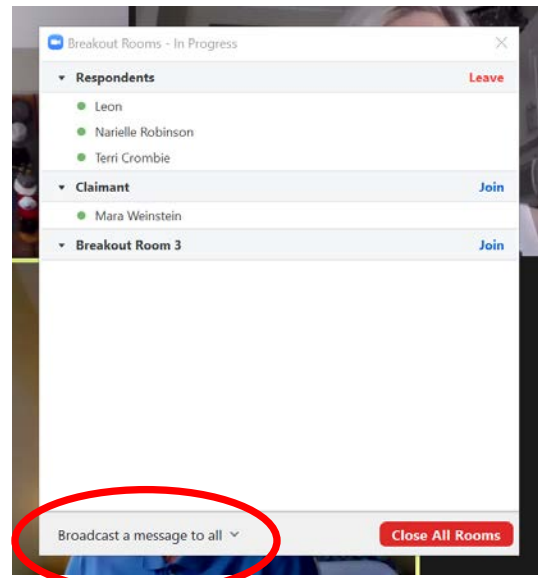 Breakout Rooms - In Progress
Respondents Leave
Leon
Narielle Robinson
Terri Crombie
Claimant Join
Mara Weinstein
Breakout Room 3 Join
Broadcast a message to all Close All Rooms